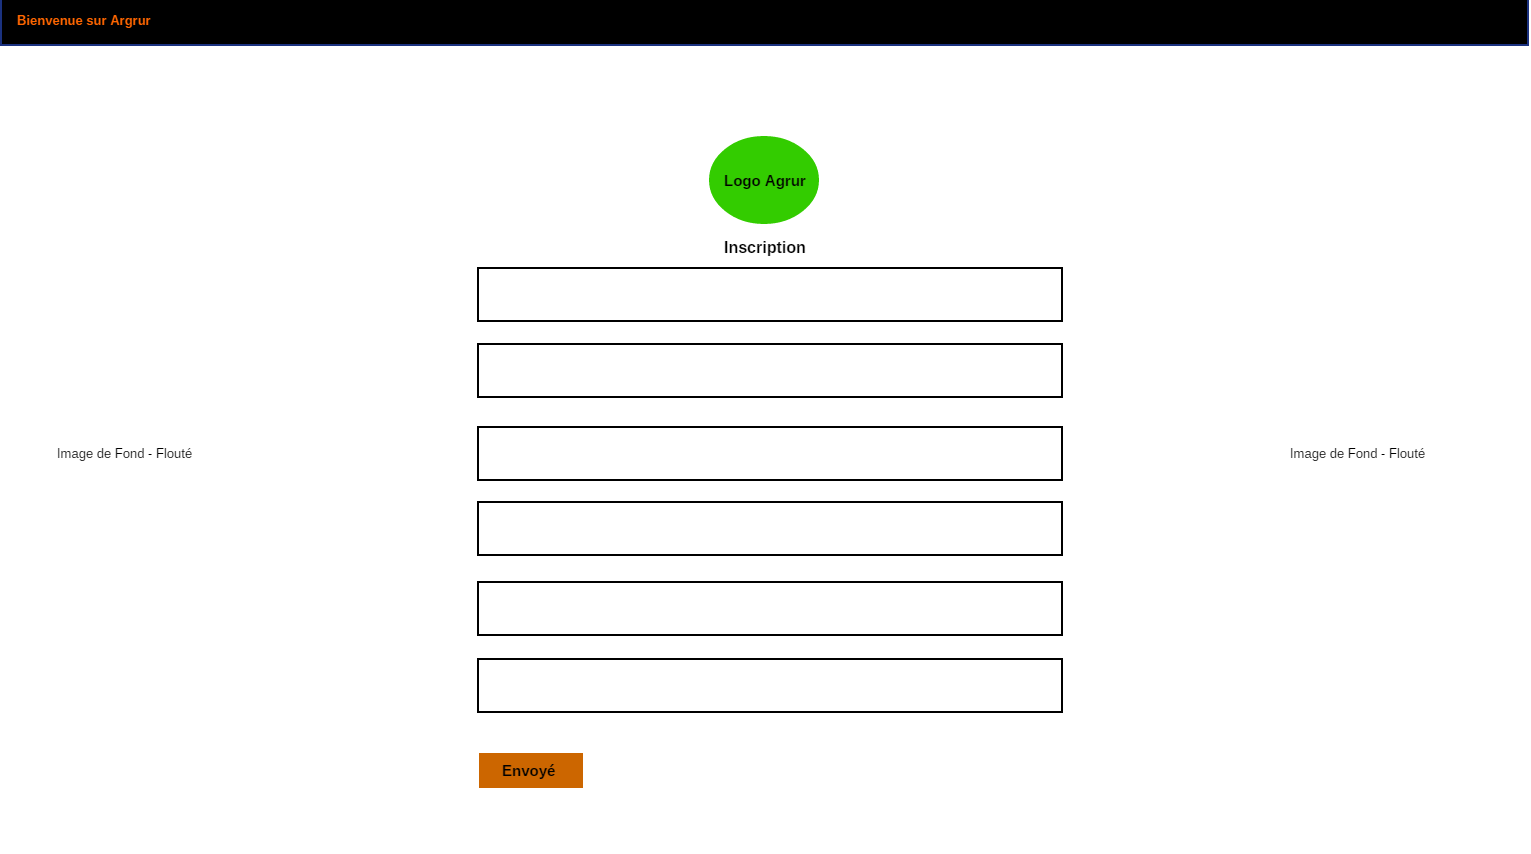 Bienvenue sur Argrur
Logo Agrur
Inscription
Image de Fond - Flouté
Image de Fond - Flouté
Envoyé